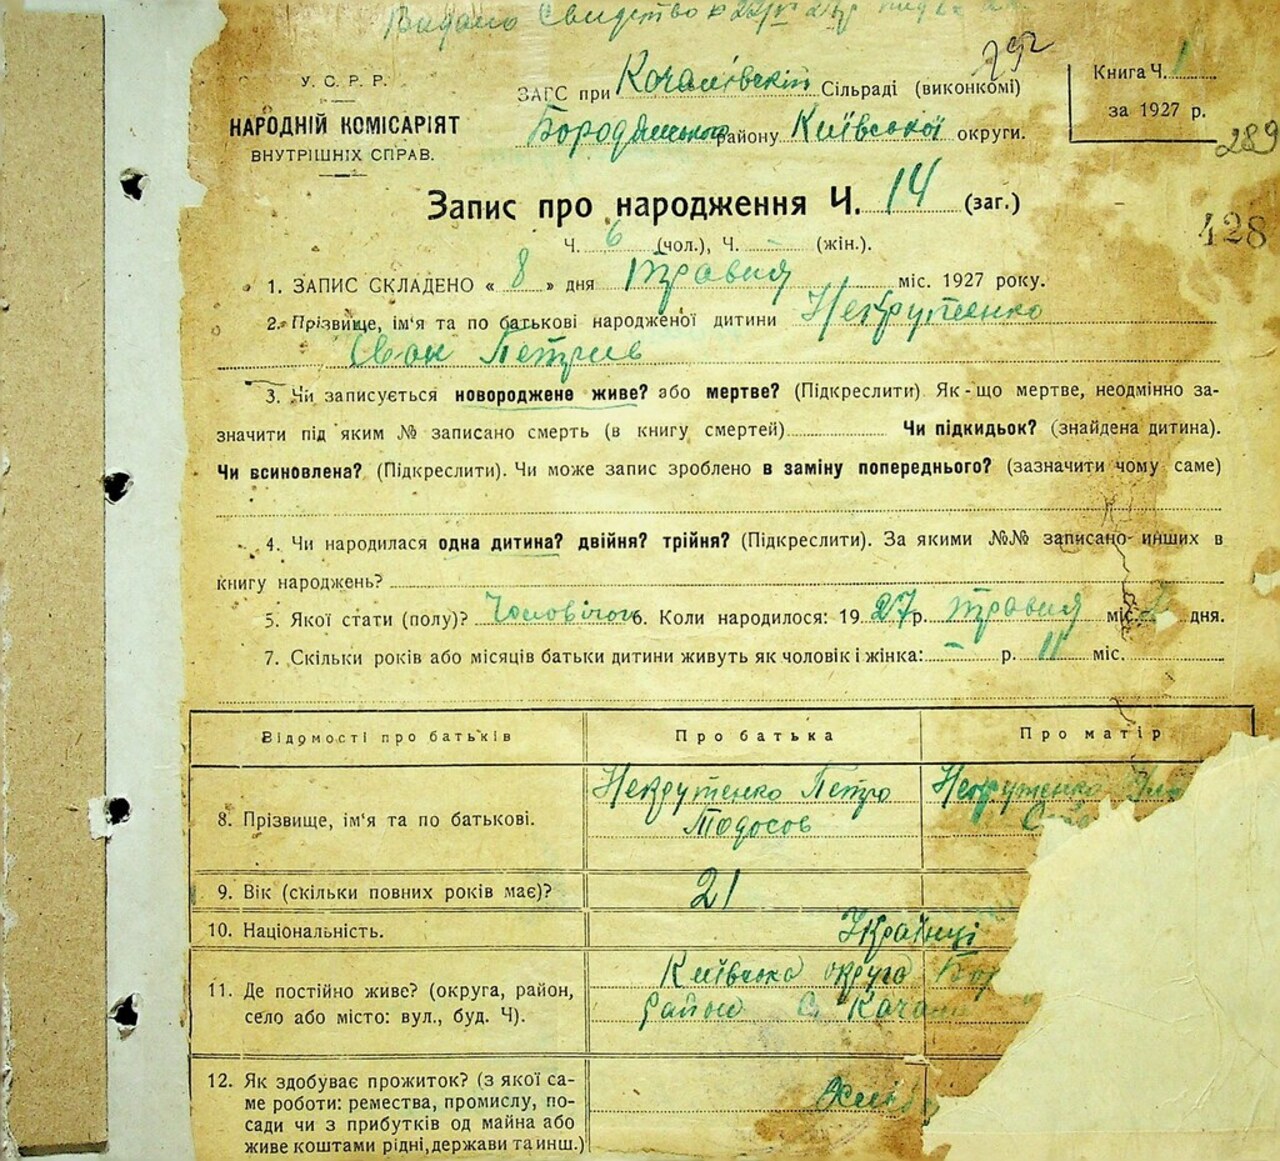 Видано Свидетво
292
У. С. Р. Р.
НАРОДНІЙ КОМІСАРІЯТ
ВНУТРІШНІХ СПРАВ.
ЗАГС при Качалівскій Сільраді (виконкомі)
Бородянського району Київської округи.
Книга Ч. 1
за 1927 р.
289
428
Запис про народження Ч. 14 (заг.)
Ч. 6 (чол.), Ч. – (жін.).
1. ЗАПИС СКЛАДЕНО « 8 » дня травня міс. 1927 року.
2. Прізвище, ім'я та по батькові народженої дитини Некрутенко
Іван Петрив
3. Чи записується новороджене живе? або мертве? (Підкреслити). Як-що мертве, неодмінно за-
значити під яким № записано смерть (в книгу смертей) Чи підкидьок? (знайдена дитина).
Чи всиновлена? (Підкреслити). Чи може запис зроблено в заміну попереднього? (зазначити чому саме)
4. Чи народилася одна дитина? двійня? трійня? (Підкреслити). За якими №№ записано инших в
книгу народжень?
5. Якої стати (полу)? 6. Коли народилося: 1927 р. травня міс. дня.
7. Скільки років або місяців батьки дитини живуть як чоловік і жінка: – р. 11 міс.
Відомості про батьків Про батька Про матір
8. Прізвище, ім'я та по батькові. Некрутенко Петро Тодосов Некрутенко
9. Вік (скільки повних років має)? 21
10. Національність. Українці
11. Де постійно живе? (округа, район, Київська округа Бор
село або місто: вул., буд. Ч). район с. Качал
12. Як здобуває прожиток? (з якої са-
ме роботи: ремества, промислу, по-
сади чи з прибутків од майна або
живе коштами рідні, держави та инш.)